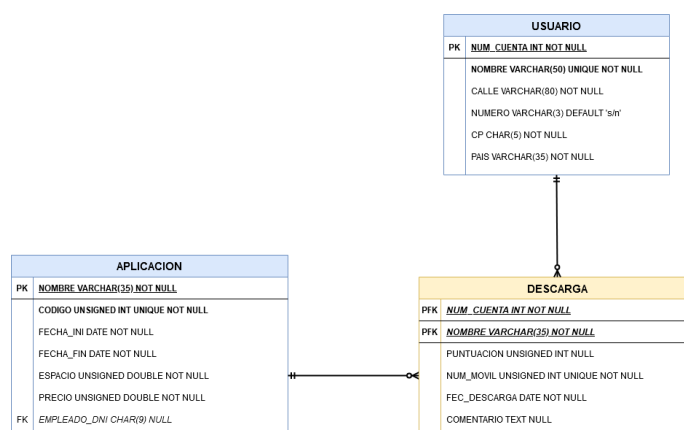 USUARIO
PK NUM_CUENTA INT NOT NULL
NOMBRE VARCHAR(50) UNIQUE NOT NULL
CALLE VARCHAR(80) NOT NULL
NUMERO VARCHAR(3) DEFAULT 's/n'
CP CHAR(5) NOT NULL
PAIS VARCHAR(35) NOT NULL
APLICACION
PK NOMBRE VARCHAR(35) NOT NULL
CODIGO UNSIGNED INT UNIQUE NOT NULL
FECHA_INI DATE NOT NULL
FECHA_FIN DATE NOT NULL
ESPACIO UNSIGNED DOUBLE NOT NULL
PRECIO UNSIGNED DOUBLE NOT NULL
FK EMPLEADO_DNI CHAR(9) NULL
DESCARGA
PFK NUM_CUENTA INT NOT NULL
PFK NOMBRE VARCHAR(35) NOT NULL
PUNTUACION UNSIGNED INT NULL
NUM_MOVIL UNSIGNED INT UNIQUE NOT NULL
FEC_DESCARGA DATE NOT NULL
COMENTARIO TEXT NULL